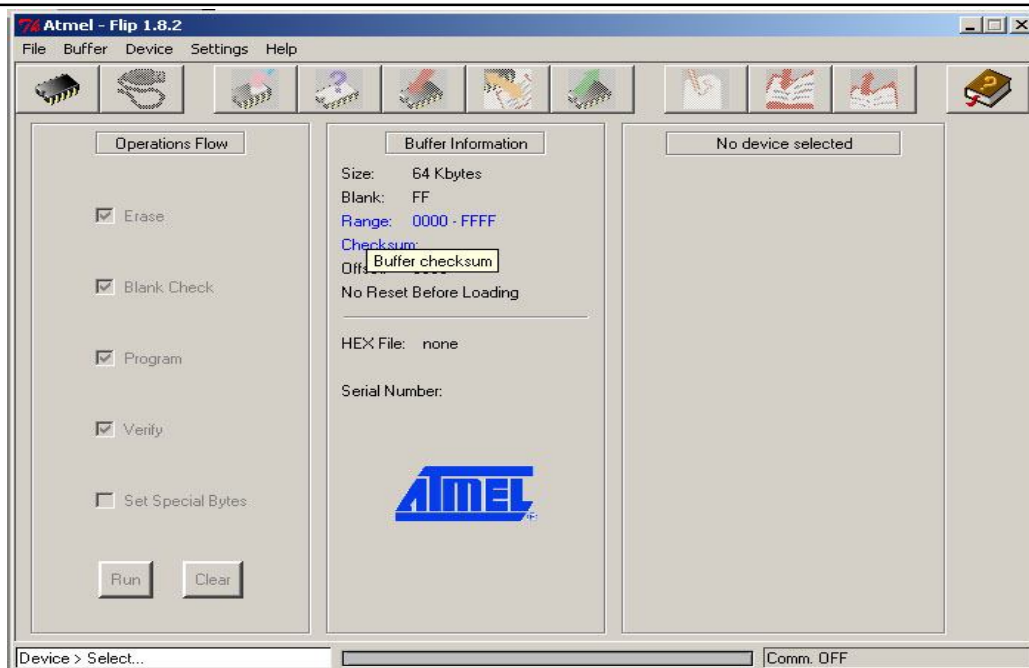 Atmel - Flip 1.8.2
File Buffer Device Settings Help
Operations Flow
Erase
Blank Check
Program
Verify
Set Special Bytes
Run Clear
Buffer Information
Size: 64 Kbytes
Blank: FF
Range: 0000 - FFFF
Checksum:
Buffer checksum
No Reset Before Loading
HEX File: none
Serial Number:
ATMEL
No device selected
Device > Select...
Comm. OFF